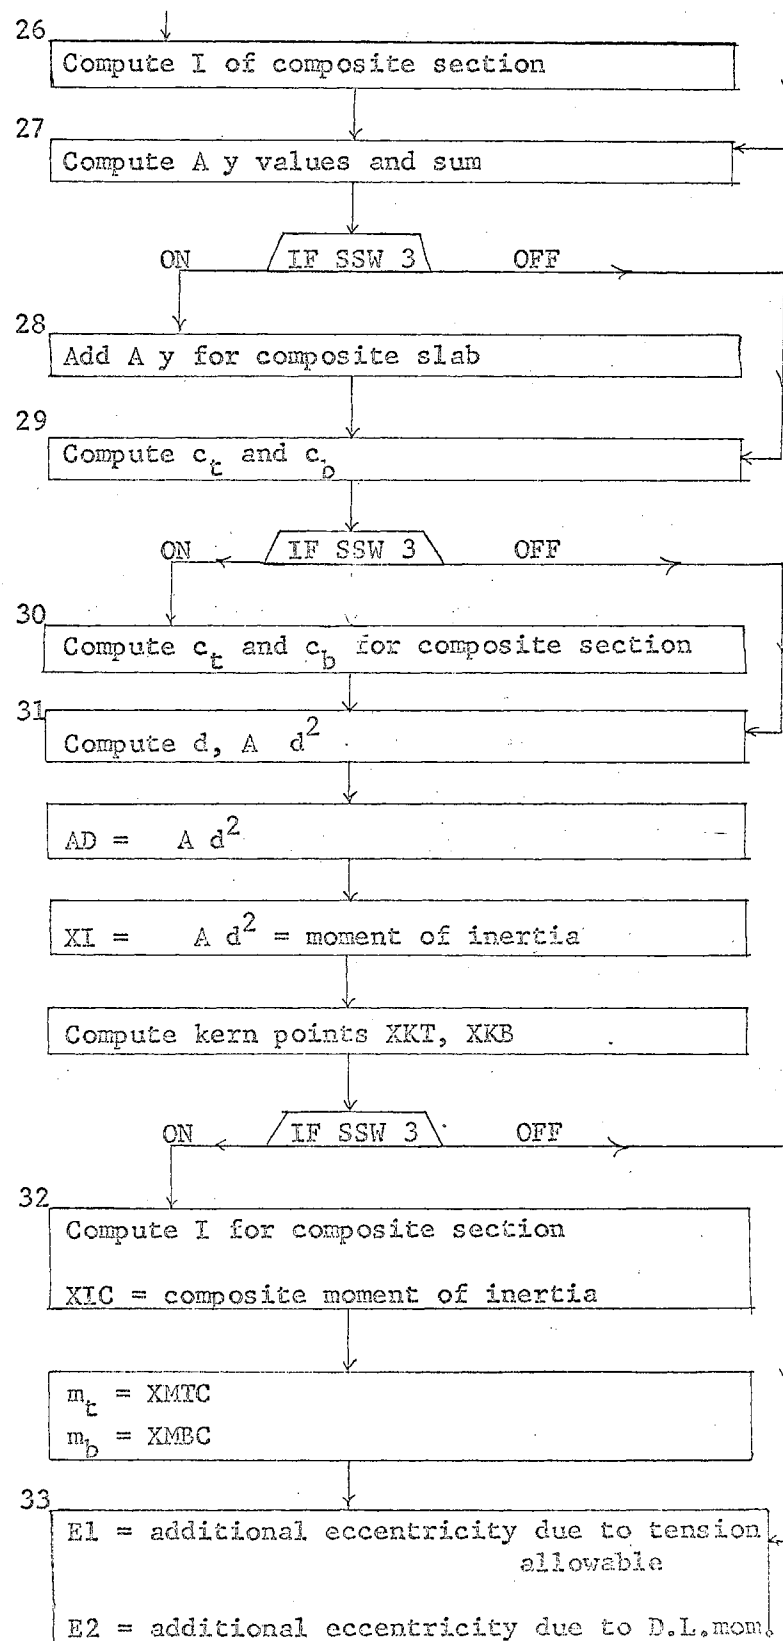 26
Compute I of composite section
27
Compute A y values and sum
ON IF SSW 3 OFF
28
Add A y for composite slab
29
Compute c_t and c_b
ON IF SSW 3 OFF
30
Compute c_t and c_b for composite section
31
Compute d, A d²
AD = A d²
XI = A d² = moment of inertia
Compute kern points XKT, XKB
ON IF SSW 3 OFF
32
Compute I for composite section
XIC = composite moment of inertia
m_t = XMTC
m_b = XMBC
33
E1 = additional eccentricity due to tension
allowable
E2 = additional eccentricity due to D.L.mom.